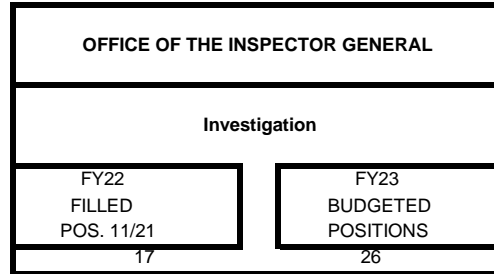 OFFICE OF THE INSPECTOR GENERAL
Investigation
FY22
FILLED
POS. 11/21
FY23
BUDGETED
POSITIONS
17
26